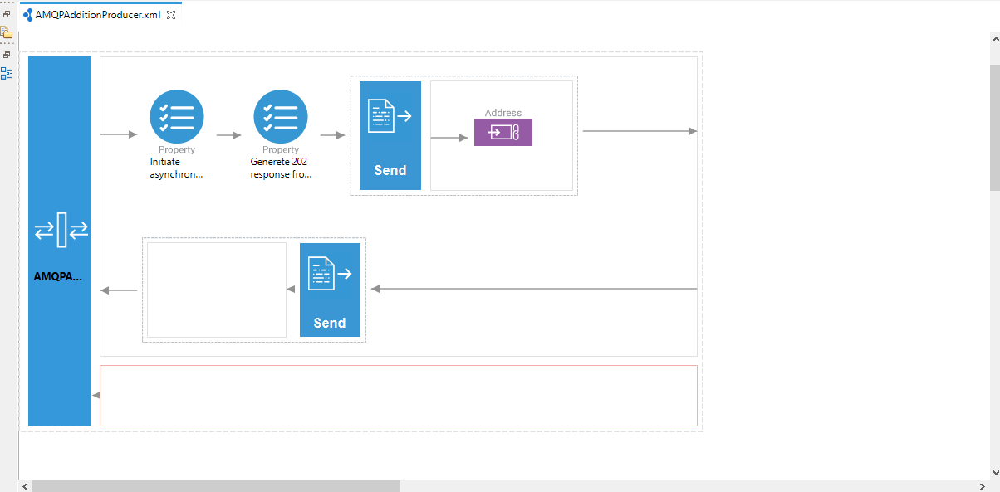 AMQPAdditionProducer.xml
Address
Property
Property
Initiate
asynchron...
Generete 202
response fro...
Send
AMQPA...
Send